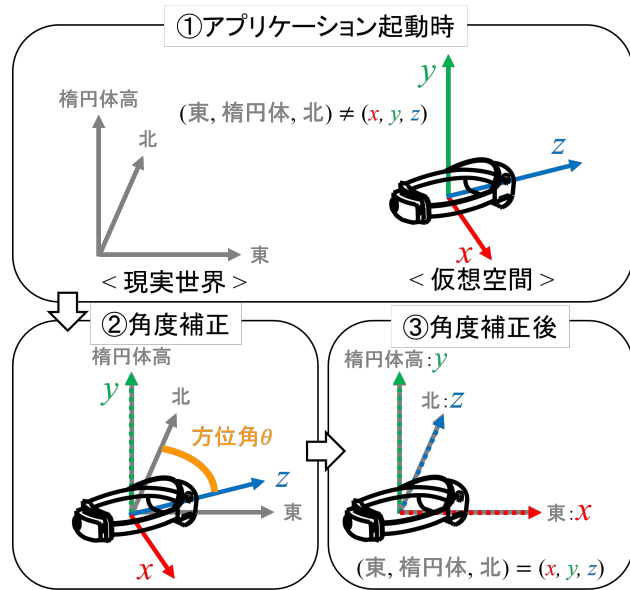 ①アプリケーション起動時
楕円体高
北
東
(東, 楕円体, 北) ≠ (x, y, z)
y
z
x
< 現実世界 >
< 仮想空間 >
②角度補正
楕円体高
y
北
方位角θ
z
東
x
③角度補正後
楕円体高:y
北:z
東:x
(東, 楕円体, 北) = (x, y, z)